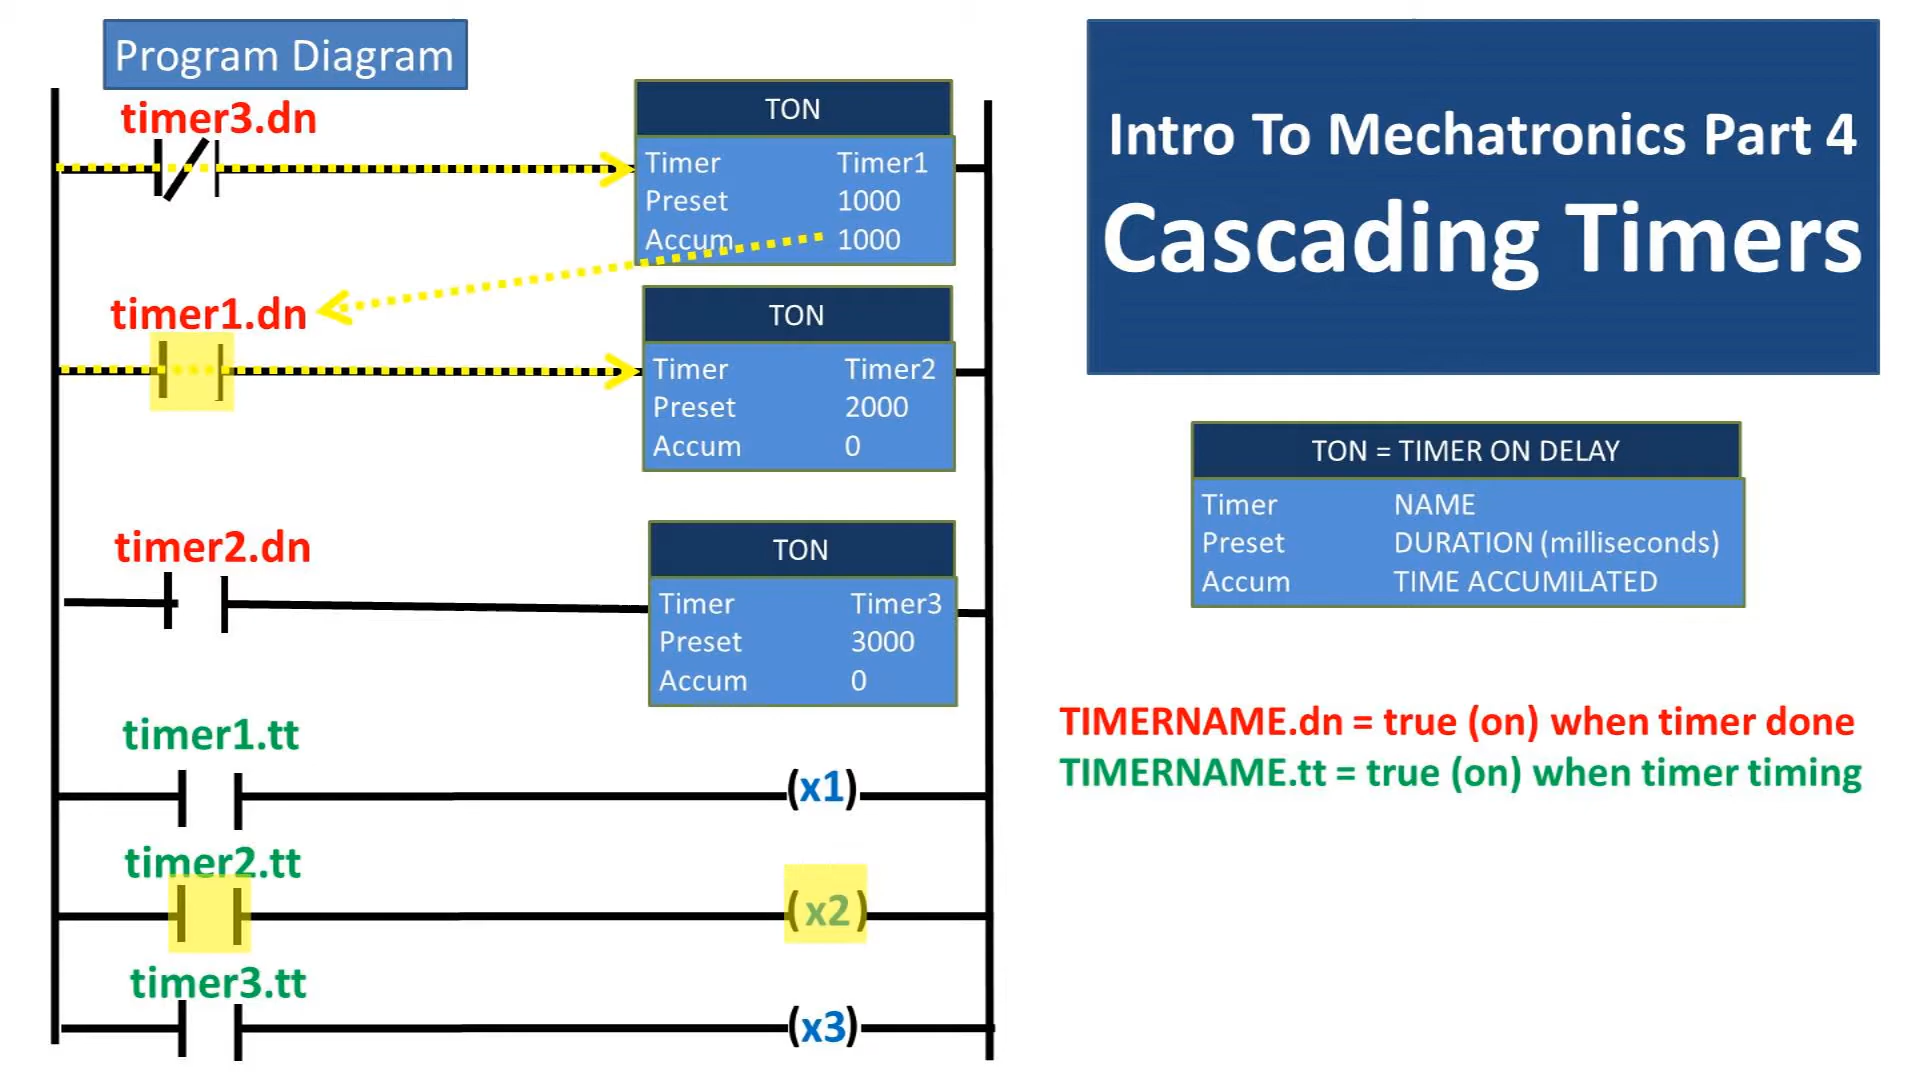 Program Diagram
timer3.dn
TON
Timer Timer1
Preset 1000
Accum 1000
timer1.dn
TON
Timer Timer2
Preset 2000
Accum 0
timer2.dn
TON
Timer Timer3
Preset 3000
Accum 0
timer1.tt
(x1)
timer2.tt
(x2)
timer3.tt
(x3)
Intro To Mechatronics Part 4
Cascading Timers
TON = TIMER ON DELAY
Timer NAME
Preset DURATION (milliseconds)
Accum TIME ACCUMILATED
TIMERNAME.dn = true (on) when timer done
TIMERNAME.tt = true (on) when timer timing